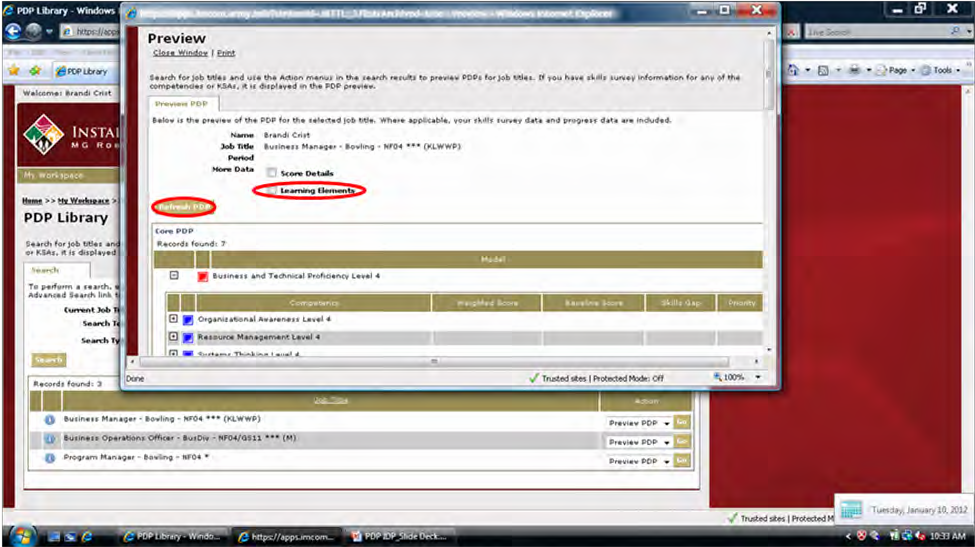 PDP Library - Windows
Preview - Windows Internet Explorer
https://apps
Live Search
PDP Library
Page
Tools
Welcome: Brandi Crist
INSTAL
MG ROB
My Workspace
Home >> My Workspace >
PDP Library
Search for job titles and
or KSAs, it is displayed
Search
To perform a search, e
Advanced Search link t
Current Job Ti
Search Te
Search Ty
Search
Records found: 3
Job Title
Action
Business Manager - Bowling - NF04 *** (KLWWP)
Preview PDP
Go
Business Operations Officer - BusDiv - NF04/GS11 *** (M)
Preview PDP
Go
Program Manager - Bowling - NF04 *
Preview PDP
Go
Preview
Close Window | Print
Search for job titles and use the Action menus in the search results to preview PDPs for job titles. If you have skills survey information for any of the
competencies or KSAs, it is displayed in the PDP preview.
Preview PDP
Below is the preview of the PDP for the selected job title. Where applicable, your skills survey data and progress data are included.
Name Brandi Crist
Job Title Business Manager - Bowling - NF04 *** (KLWWP)
Period
More Data Score Details
Learning Elements
Refresh PDP
Core PDP
Records found: 7
Model
Business and Technical Proficiency Level 4
Competency Weighted Score Baseline Score Skills Gap Priority
Organizational Awareness Level 4
Resource Management Level 4
Systems Thinking Level 4
Done
Trusted sites | Protected Mode: Off
100%
Trusted sites | Protected M
Tuesday, January 10, 2012
PDP Library - Windo...
https://apps.imcom....
PDP IDP_Slide Deck....
10:33 AM